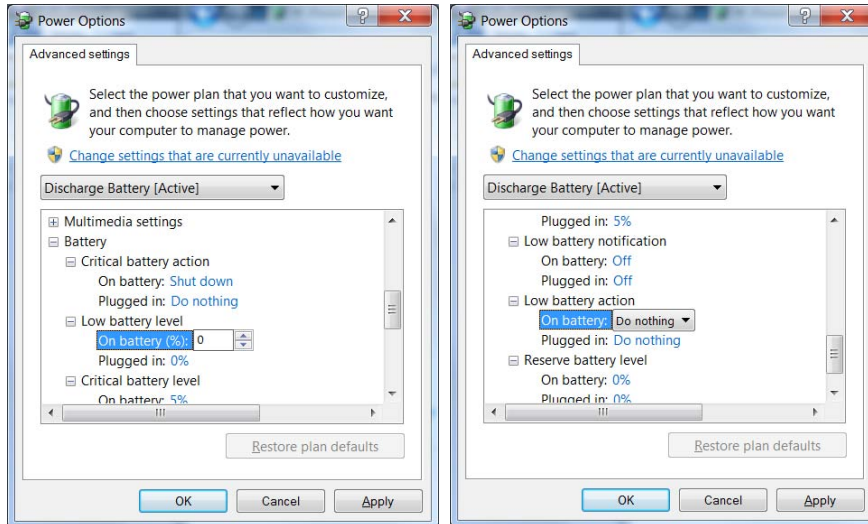 Power Options
Advanced settings
Select the power plan that you want to customize,
and then choose settings that reflect how you want
your computer to manage power.
Change settings that are currently unavailable
Discharge Battery [Active]
Multimedia settings
Battery
Critical battery action
On battery: Shut down
Plugged in: Do nothing
Low battery level
On battery (%): 0
Plugged in: 0%
Critical battery level
On battery: 5%
Restore plan defaults
OK Cancel Apply
Power Options
Advanced settings
Select the power plan that you want to customize,
and then choose settings that reflect how you want
your computer to manage power.
Change settings that are currently unavailable
Discharge Battery [Active]
Plugged in: 5%
Low battery notification
On battery: Off
Plugged in: Off
Low battery action
On battery: Do nothing
Plugged in: Do nothing
Reserve battery level
On battery: 0%
Plugged in: 0%
Restore plan defaults
OK Cancel Apply